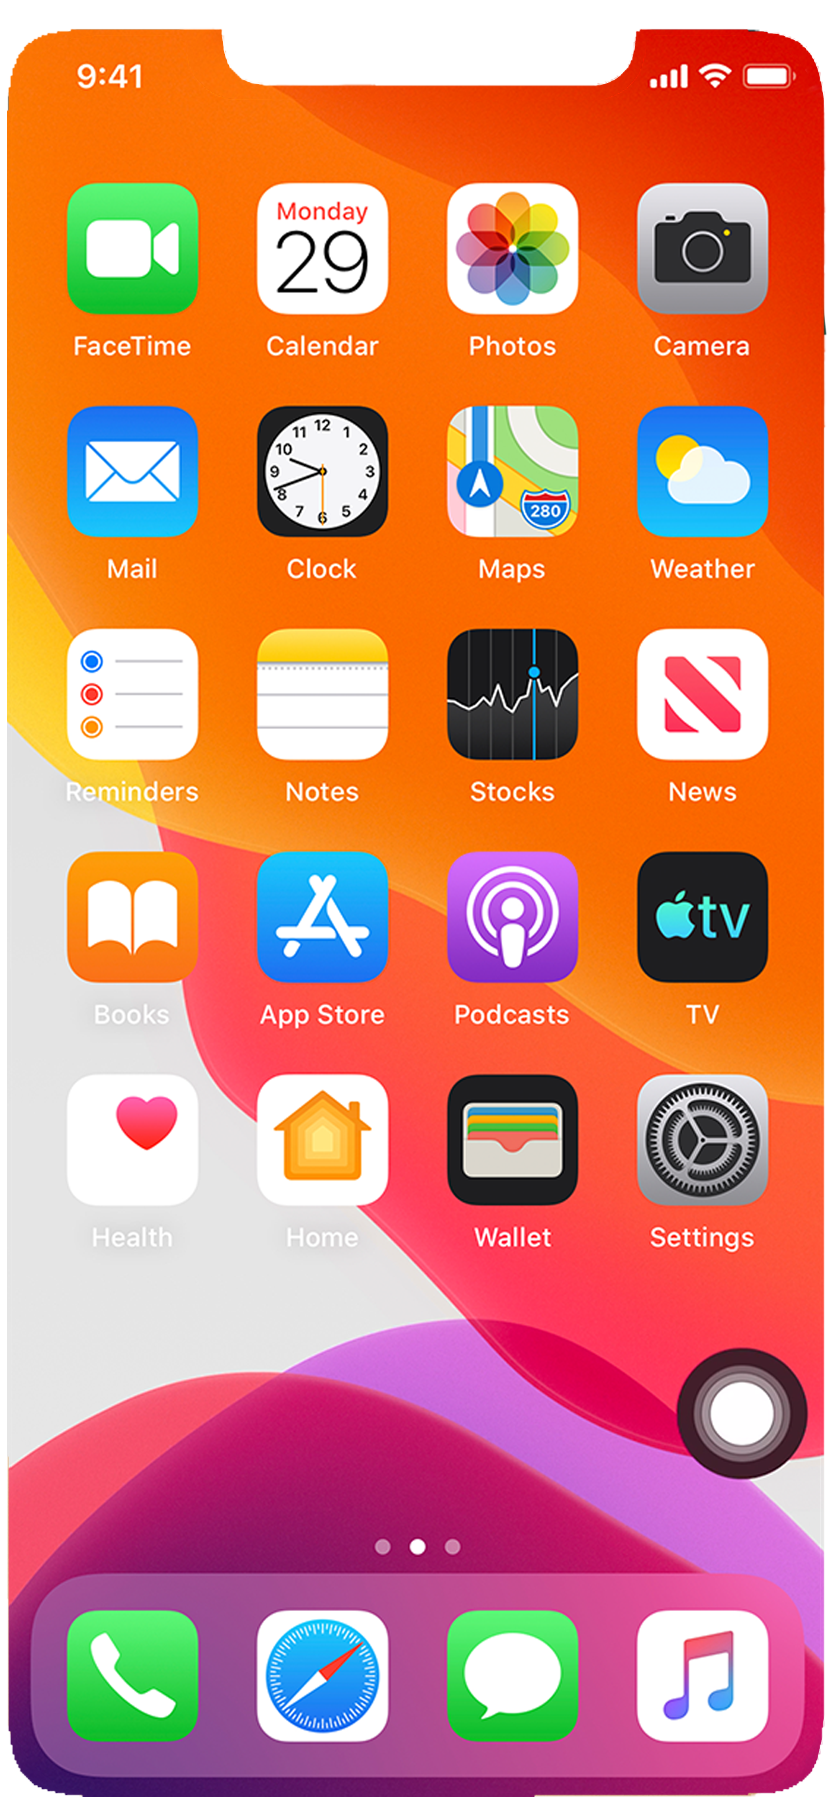 9:41
Monday
29
FaceTime
Calendar
Photos
Camera
12
11
1
10
2
9
3
8
4
7
6
5
280
Mail
Clock
Maps
Weather
Reminders
Notes
Stocks
News
tv
Books
App Store
Podcasts
TV
Health
Home
Wallet
Settings